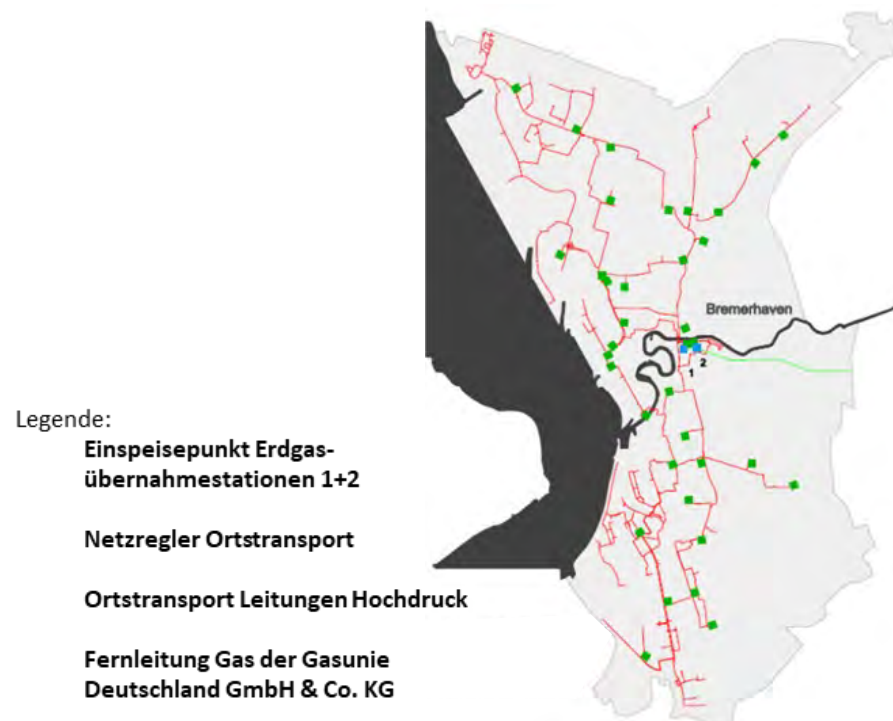 Bremerhaven
1
2
Legende:
Einspeisepunkt Erdgas-
übernahmestationen 1+2
Netzregler Ortstransport
Ortstransport Leitungen Hochdruck
Fernleitung Gas der Gasunie
Deutschland GmbH & Co. KG